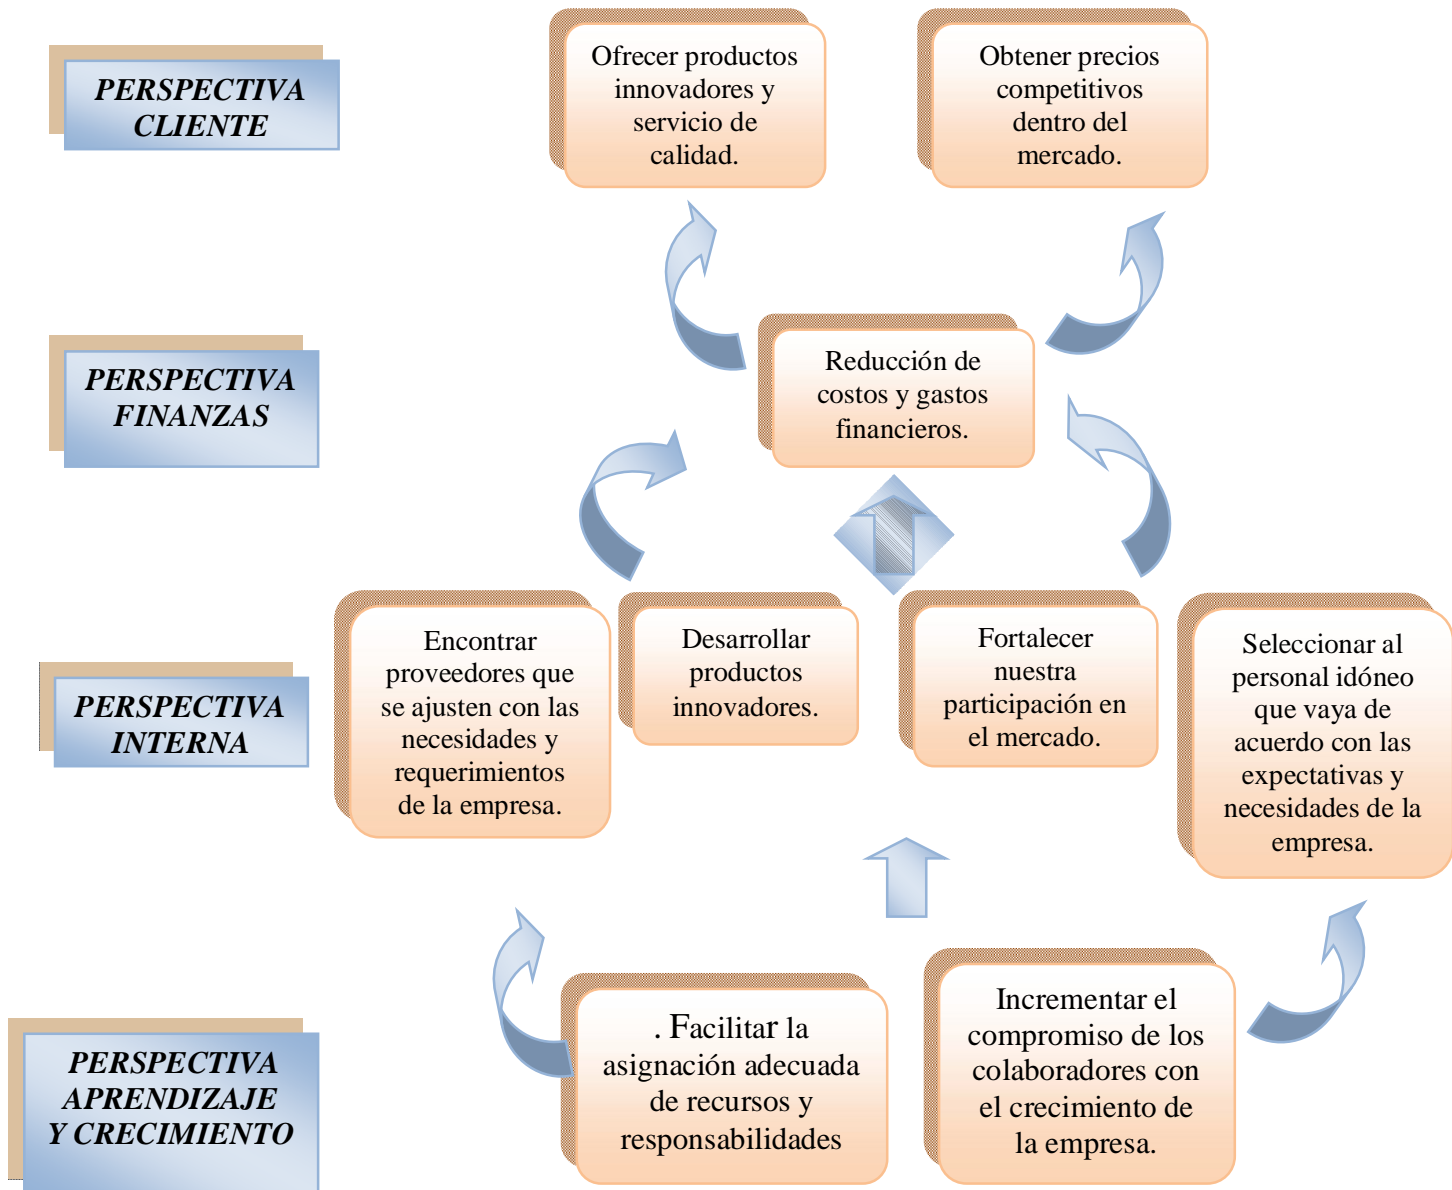 PERSPECTIVA
CLIENTE
Ofrecer productos
innovadores y
servicio de
calidad.
Obtener precios
competitivos
dentro del
mercado.
PERSPECTIVA
FINANZAS
Reducción de
costos y gastos
financieros.
PERSPECTIVA
INTERNA
Encontrar
proveedores que
se ajusten con las
necesidades y
requerimientos
de la empresa.
Desarrollar
productos
innovadores.
Fortalecer
nuestra
participación en
el mercado.
Seleccionar al
personal idóneo
que vaya de
acuerdo con las
expectativas y
necesidades de la
empresa.
PERSPECTIVA
APRENDIZAJE
Y CRECIMIENTO
. Facilitar la
asignación adecuada
de recursos y
responsabilidades
Incrementar el
compromiso de los
colaboradores con
el crecimiento de
la empresa.